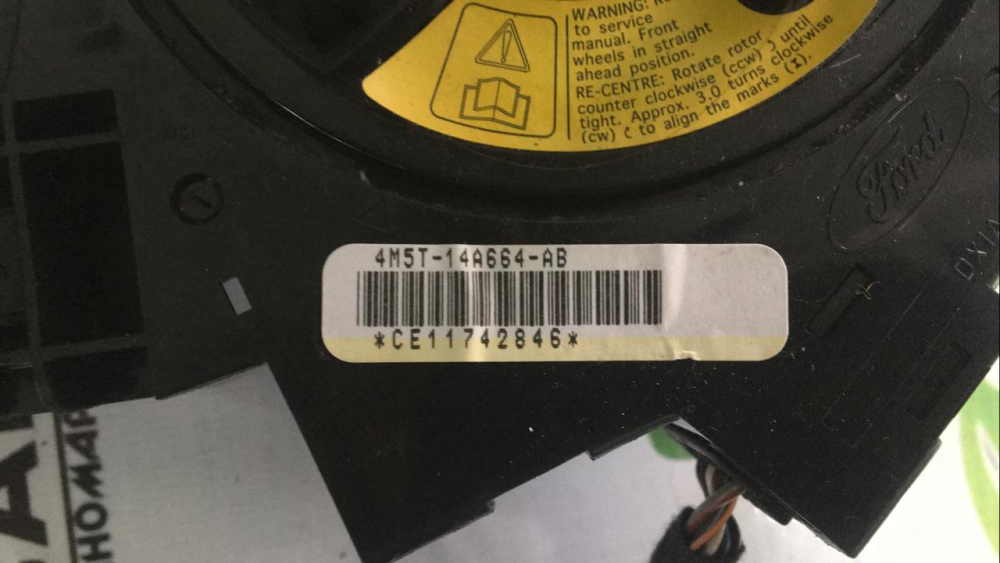 WARNING:
to service
manual. Front
wheels in straight
ahead position.
RE-CENTRE: Rotate rotor
counter clockwise (ccw) until
tight. Approx. 3.0 turns clockwise
(cw) to align the marks (I).
Ford
4M5T-14A664-AB
*CE11742846*